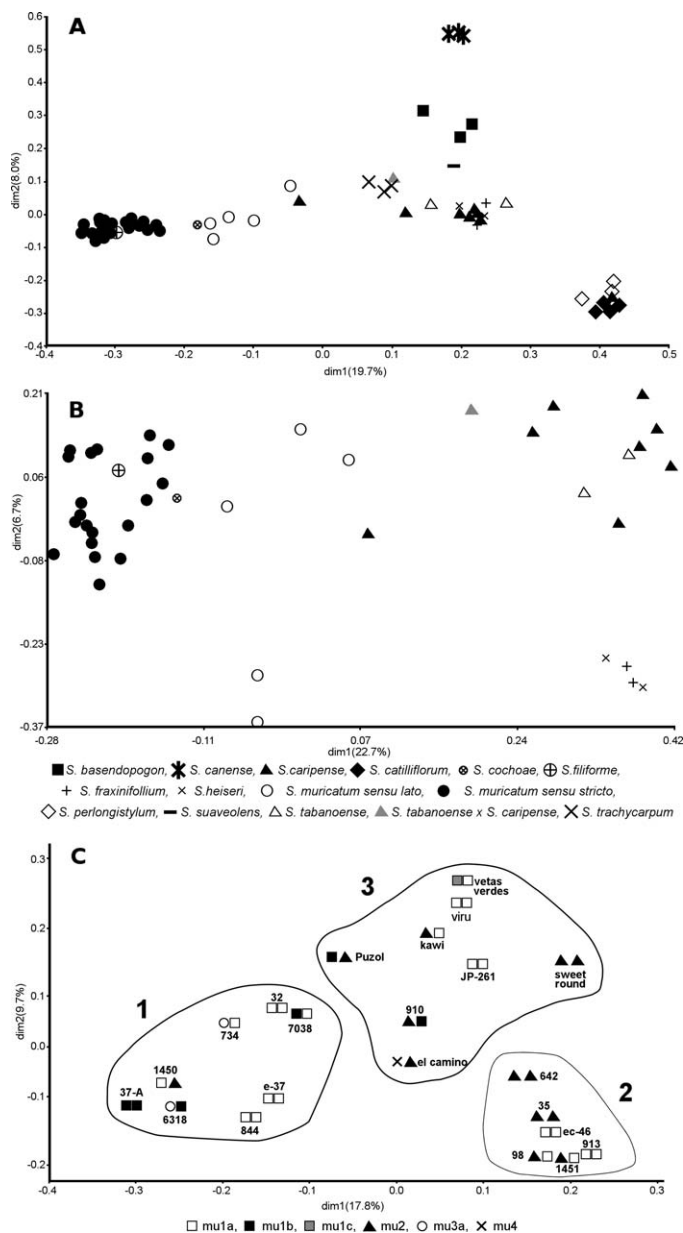 A
0.6
0.5
0.4
0.3
0.2
0.1
0.0
-0.1
-0.2
-0.3
-0.4
dim2(8.0%)
-0.4 -0.3 -0.2 -0.1 0.0 0.1 0.2 0.3 0.4 0.5
dim1(19.7%)
B
0.21
0.06
-0.08
-0.23
-0.37
dim2(6.7%)
-0.28 -0.11 0.07 0.24 0.42
dim1(22.7%)
S. basendopogon, S. canense, S.caripense, S. catilliflorum, S. cochoae, S.filiforme,
S. fraxinifollium, S.heiseri, S. muricatum sensu lato, S. muricatum sensu stricto,
S. perlongistylum, S. suaveolens, S. tabanoense, S. tabanoense x S. caripense, S. trachycarpum
C
0.3
0.2
0.1
0.0
-0.1
-0.2
dim2(9.7%)
3
vetas
verdes
viru
kawi
Puzol
JP-261
sweet
round
910
el camino
1
32
734
7038
1450
37-A
e-37
6318
844
2
642
35
ec-46
913
98
1451
-0.4 -0.3 -0.2 -0.1 0.0 0.1 0.2 0.3
dim1(17.8%)
mu1a, mu1b, mu1c, mu2, mu3a, mu4